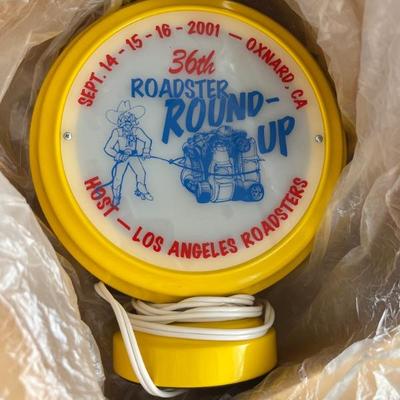 SEPT. 14 - 15 - 16 - 2001 — OXNARD, CA
36th
ROADSTER
ROUND-
UP
HOST — LOS ANGELES ROADSTERS